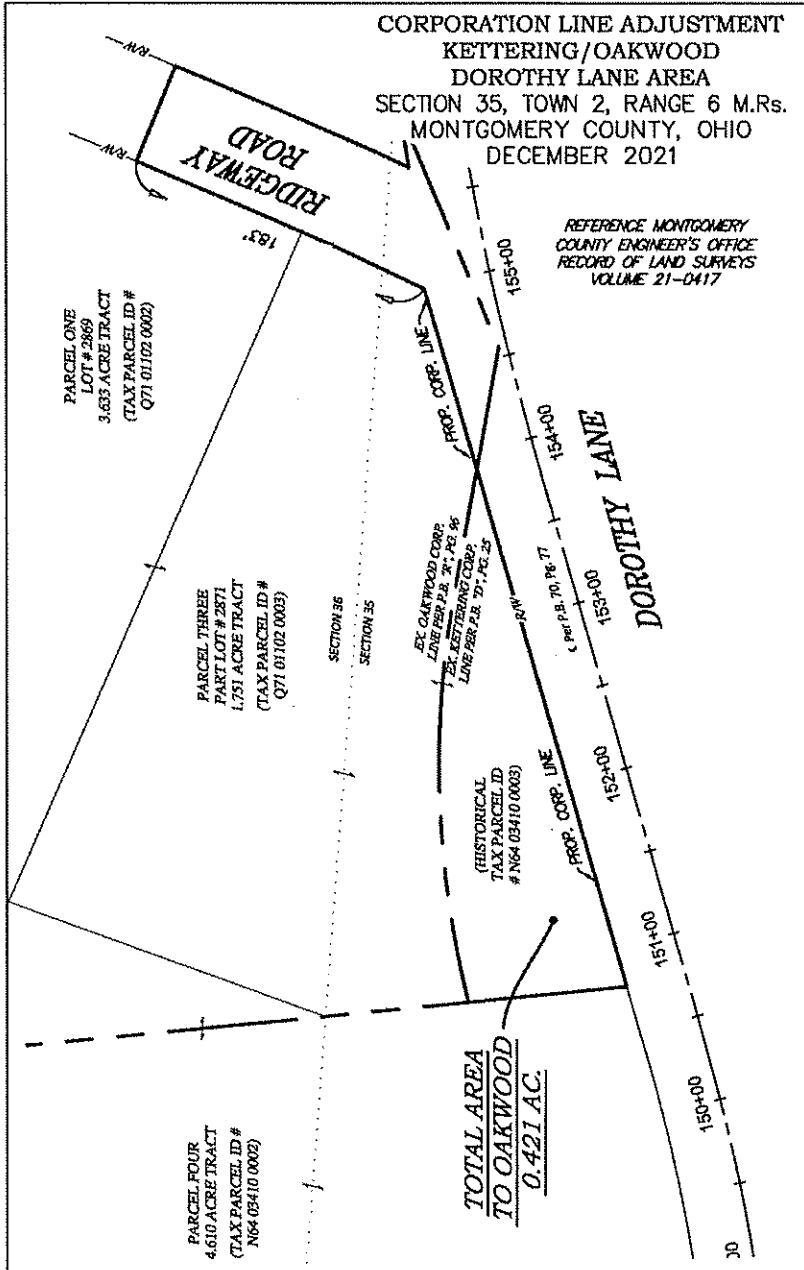 CORPORATION LINE ADJUSTMENT
KETTERING/OAKWOOD
DOROTHY LANE AREA
SECTION 35, TOWN 2, RANGE 6 M.Rs.
MONTGOMERY COUNTY, OHIO
DECEMBER 2021
REFERENCE MONTGOMERY
COUNTY ENGINEER'S OFFICE
RECORD OF LAND SURVEYS
VOLUME 21-0417
R/W
R/W
RIDGEWAY
ROAD
183'
PARCEL ONE
LOT # 2869
3.633 ACRE TRACT
(TAX PARCEL ID #
Q71 01102 0002)
PARCEL THREE
PART LOT # 2871
1.751 ACRE TRACT
(TAX PARCEL ID #
Q71 01102 0003)
SECTION 36
SECTION 35
PROP. CORP. LINE
EX. OAKWOOD CORP.
LINE PER P.B. "R", PG. 96
EX. KETTERING CORP.
LINE PER P.B. "D", PG. 25
R/W
Per P.B. 70, Pg. 77
155+00
154+00
153+00
152+00
151+00
150+00
00
DOROTHY LANE
(HISTORICAL
TAX PARCEL ID
# N64 03410 0003)
PROP. CORP. LINE
TOTAL AREA
TO OAKWOOD
0.421 AC.
PARCEL FOUR
4.610 ACRE TRACT
(TAX PARCEL ID #
N64 03410 0002)